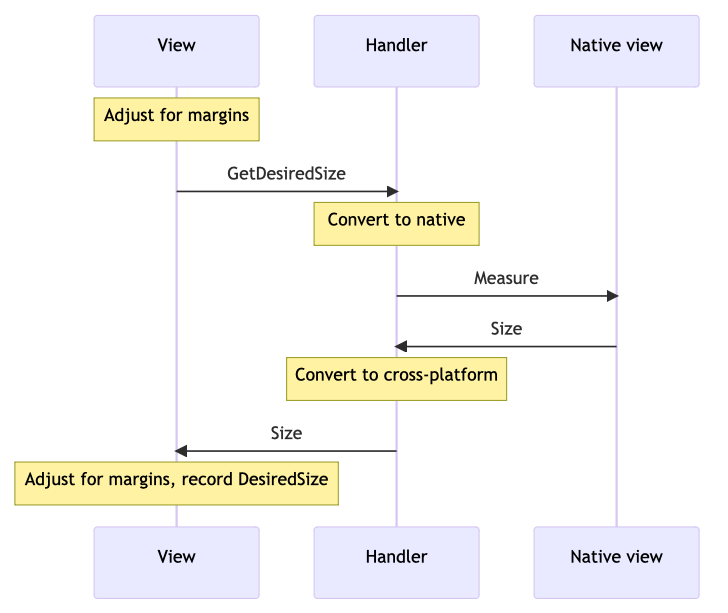 View
Handler
Native view
Adjust for margins
GetDesiredSize
Convert to native
Measure
Size
Convert to cross-platform
Size
Adjust for margins, record DesiredSize
View
Handler
Native view